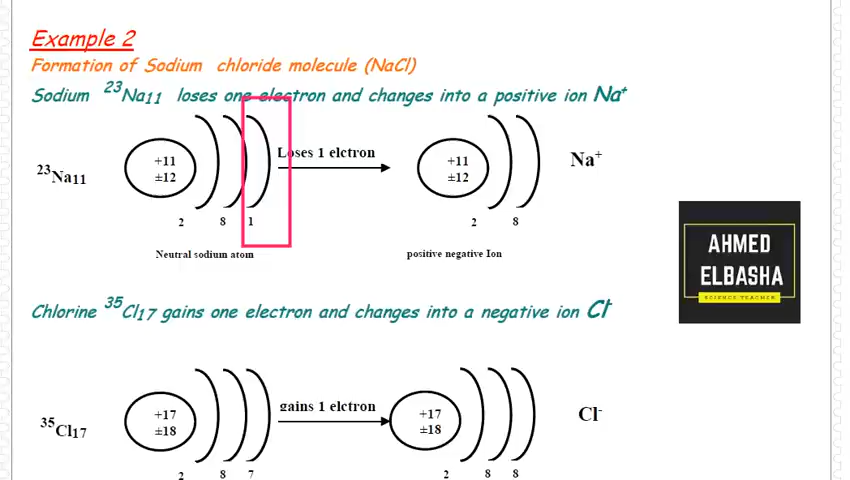 Example 2
Formation of Sodium chloride molecule (NaCl)
Sodium ²³Na₁₁ loses one electron and changes into a positive ion Na⁺
²³Na₁₁
+11
±12
2 8 1
Loses 1 elctron
+11
±12
2 8
Na⁺
Neutral sodium atom
positive negative Ion
AHMED
ELBASHA
SCIENCE TEACHER
Chlorine ³⁵Cl₁₇ gains one electron and changes into a negative ion Cl⁻
³⁵Cl₁₇
+17
±18
2 8 7
gains 1 elctron
+17
±18
2 8 8
Cl⁻